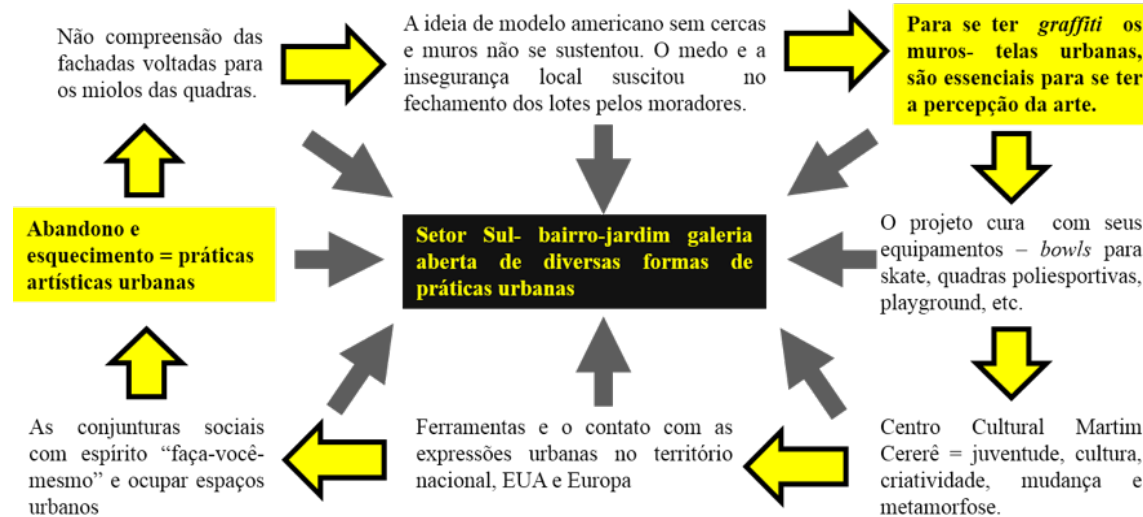 Não compreensão das
fachadas voltadas para
os miolos das quadras.
A ideia de modelo americano sem cercas
e muros não se sustentou. O medo e a
insegurança local suscitou no
fechamento dos lotes pelos moradores.
Para se ter graffiti os
muros- telas urbanas,
são essenciais para se ter
a percepção da arte.
Abandono e
esquecimento = práticas
artísticas urbanas
Setor Sul- bairro-jardim galeria
aberta de diversas formas de
práticas urbanas
O projeto cura com seus
equipamentos – bowls para
skate, quadras poliesportivas,
playground, etc.
As conjunturas sociais
com espírito “faça-você-
mesmo” e ocupar espaços
urbanos
Ferramentas e o contato com as
expressões urbanas no território
nacional, EUA e Europa
Centro Cultural Martim
Cererê = juventude, cultura,
criatividade, mudança e
metamorfose.